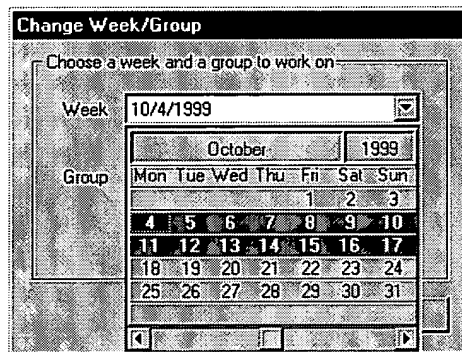 Change Week/Group
Choose a week and a group to work on
Week 10/4/1999
October 1999
Group Mon Tue Wed Thu Fri Sat Sun
1 2 3
4 5 6 7 8 9 10
11 12 13 14 15 16 17
18 19 20 21 22 23 24
25 26 27 28 29 30 31